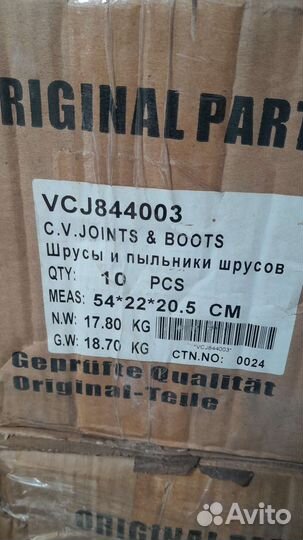 ORIGINAL PART
VCJ844003
C.V.JOINTS & BOOTS
Шрусы и пыльники шрусов
QTY: 10 PCS
MEAS: 54*22*20.5 CM
N.W: 17.80 KG
*VCJ844003*
G.W: 18.70 KG
CTN.NO: 0024
Geprüfte Qualität
Original-Teile
ORIGINAL
Avito